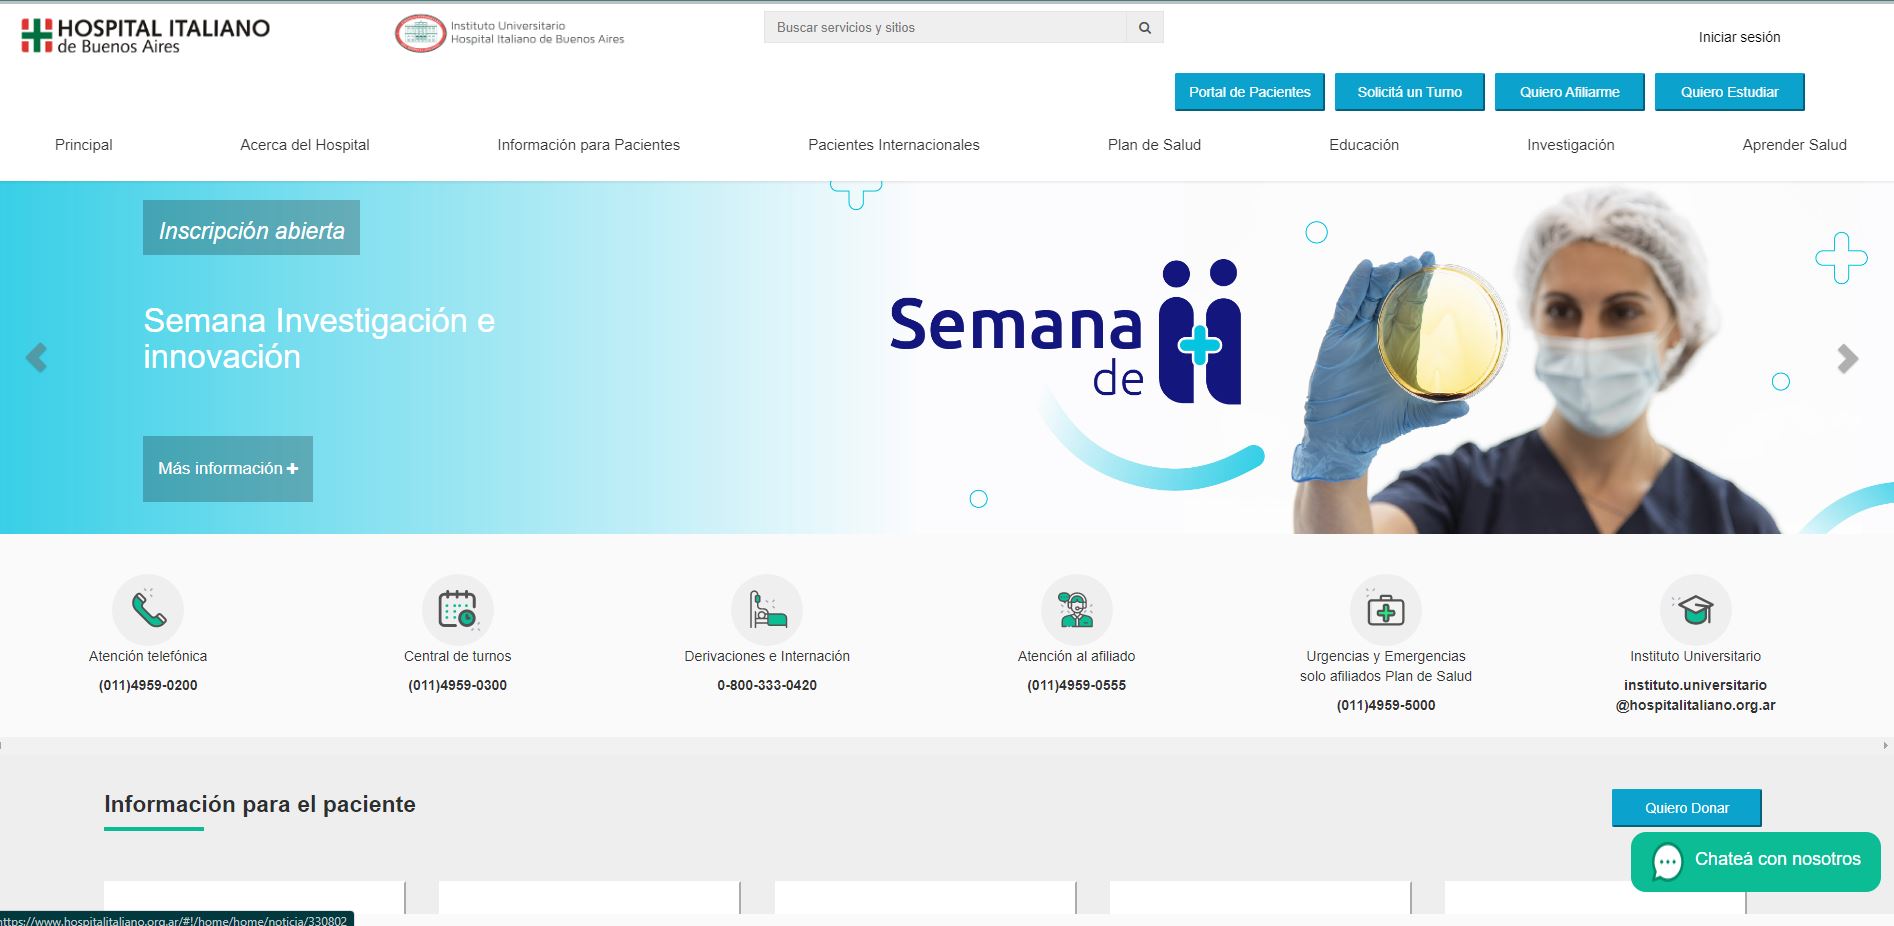 HOSPITAL ITALIANO
de Buenos Aires
Instituto Universitario
Hospital Italiano de Buenos Aires
Buscar servicios y sitios
Iniciar sesión
Portal de Pacientes
Solicitá un Turno
Quiero Afiliarme
Quiero Estudiar
Principal
Acerca del Hospital
Información para Pacientes
Pacientes Internacionales
Plan de Salud
Educación
Investigación
Aprender Salud
Inscripción abierta
Semana Investigación e
innovación
Más información +
Semana
de
Atención telefónica
(011)4959-0200
Central de turnos
(011)4959-0300
Derivaciones e Internación
0-800-333-0420
Atención al afiliado
(011)4959-0555
Urgencias y Emergencias
solo afiliados Plan de Salud
(011)4959-5000
Instituto Universitario
instituto.universitario
@hospitalitaliano.org.ar
Información para el paciente
Quiero Donar
Chateá con nosotros
https://www.hospitalitaliano.org.ar/#!/home/home/noticia/330802